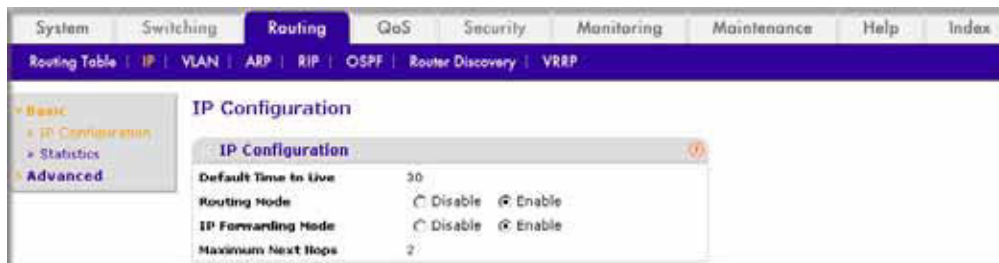 System Switching Routing QoS Security Monitoring Maintenance Help Index
Routing Table | IP | VLAN | ARP | RIP | OSPF | Router Discovery | VRRP
Basic
IP Configuration
Statistics
Advanced
IP Configuration
IP Configuration
Default Time to Live 30
Routing Mode Disable Enable
IP Forwarding Mode Disable Enable
Maximum Next Hops 2